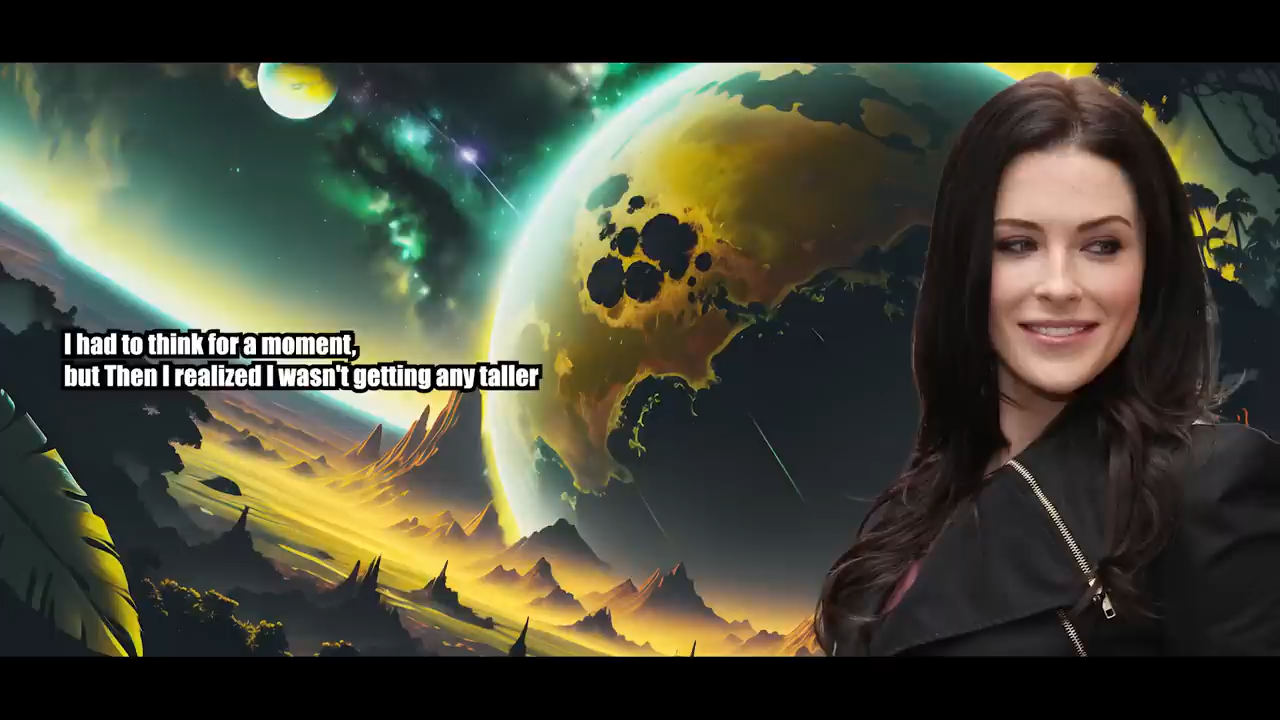 I had to think for a moment,
but Then I realized I wasn't getting any taller